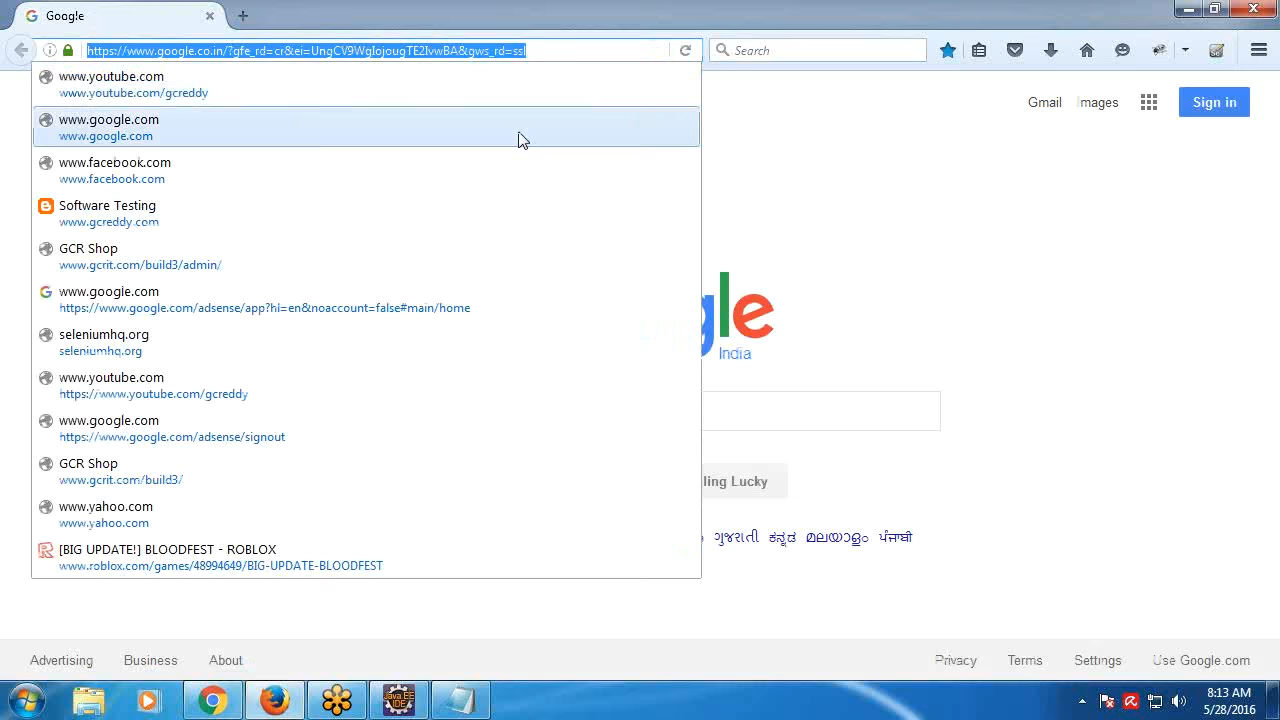 Google
https://www.google.co.in/?gfe_rd=cr&ei=UngCV9WgIojougTE2IvwBA&gws_rd=ssl
Search
www.youtube.com
www.youtube.com/gcreddy
www.google.com
www.google.com
www.facebook.com
www.facebook.com
Software Testing
www.gcreddy.com
GCR Shop
www.gcrit.com/build3/admin/
www.google.com
https://www.google.com/adsense/app?hl=en&noaccount=false#main/home
seleniumhq.org
seleniumhq.org
www.youtube.com
https://www.youtube.com/gcreddy
www.google.com
https://www.google.com/adsense/signout
GCR Shop
www.gcrit.com/build3/
www.yahoo.com
www.yahoo.com
[BIG UPDATE!] BLOODFEST - ROBLOX
www.roblox.com/games/48994649/BIG-UPDATE-BLOODFEST
Gmail Images Sign in
gle
India
ling Lucky
ગુજરાતી ಕನ್ನಡ മലയാളം ਪੰਜਾਬੀ
Advertising Business About Privacy Terms Settings Use Google.com
Java EE
IDE
8:13 AM
5/28/2016